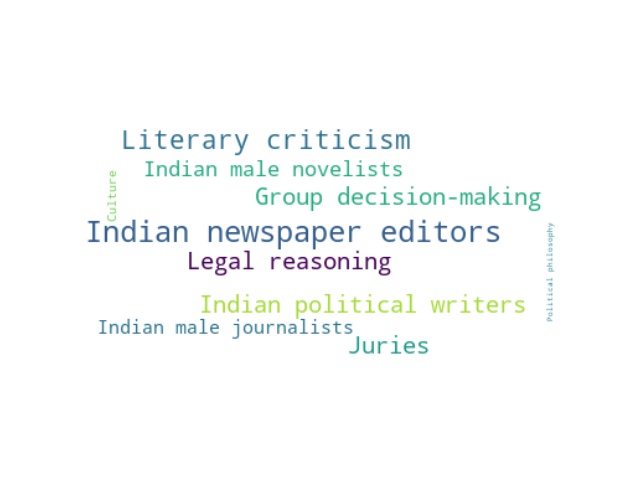 Literary criticism
Indian male novelists
Culture
Group decision-making
Indian newspaper editors
Political philosophy
Legal reasoning
Indian political writers
Indian male journalists
Juries